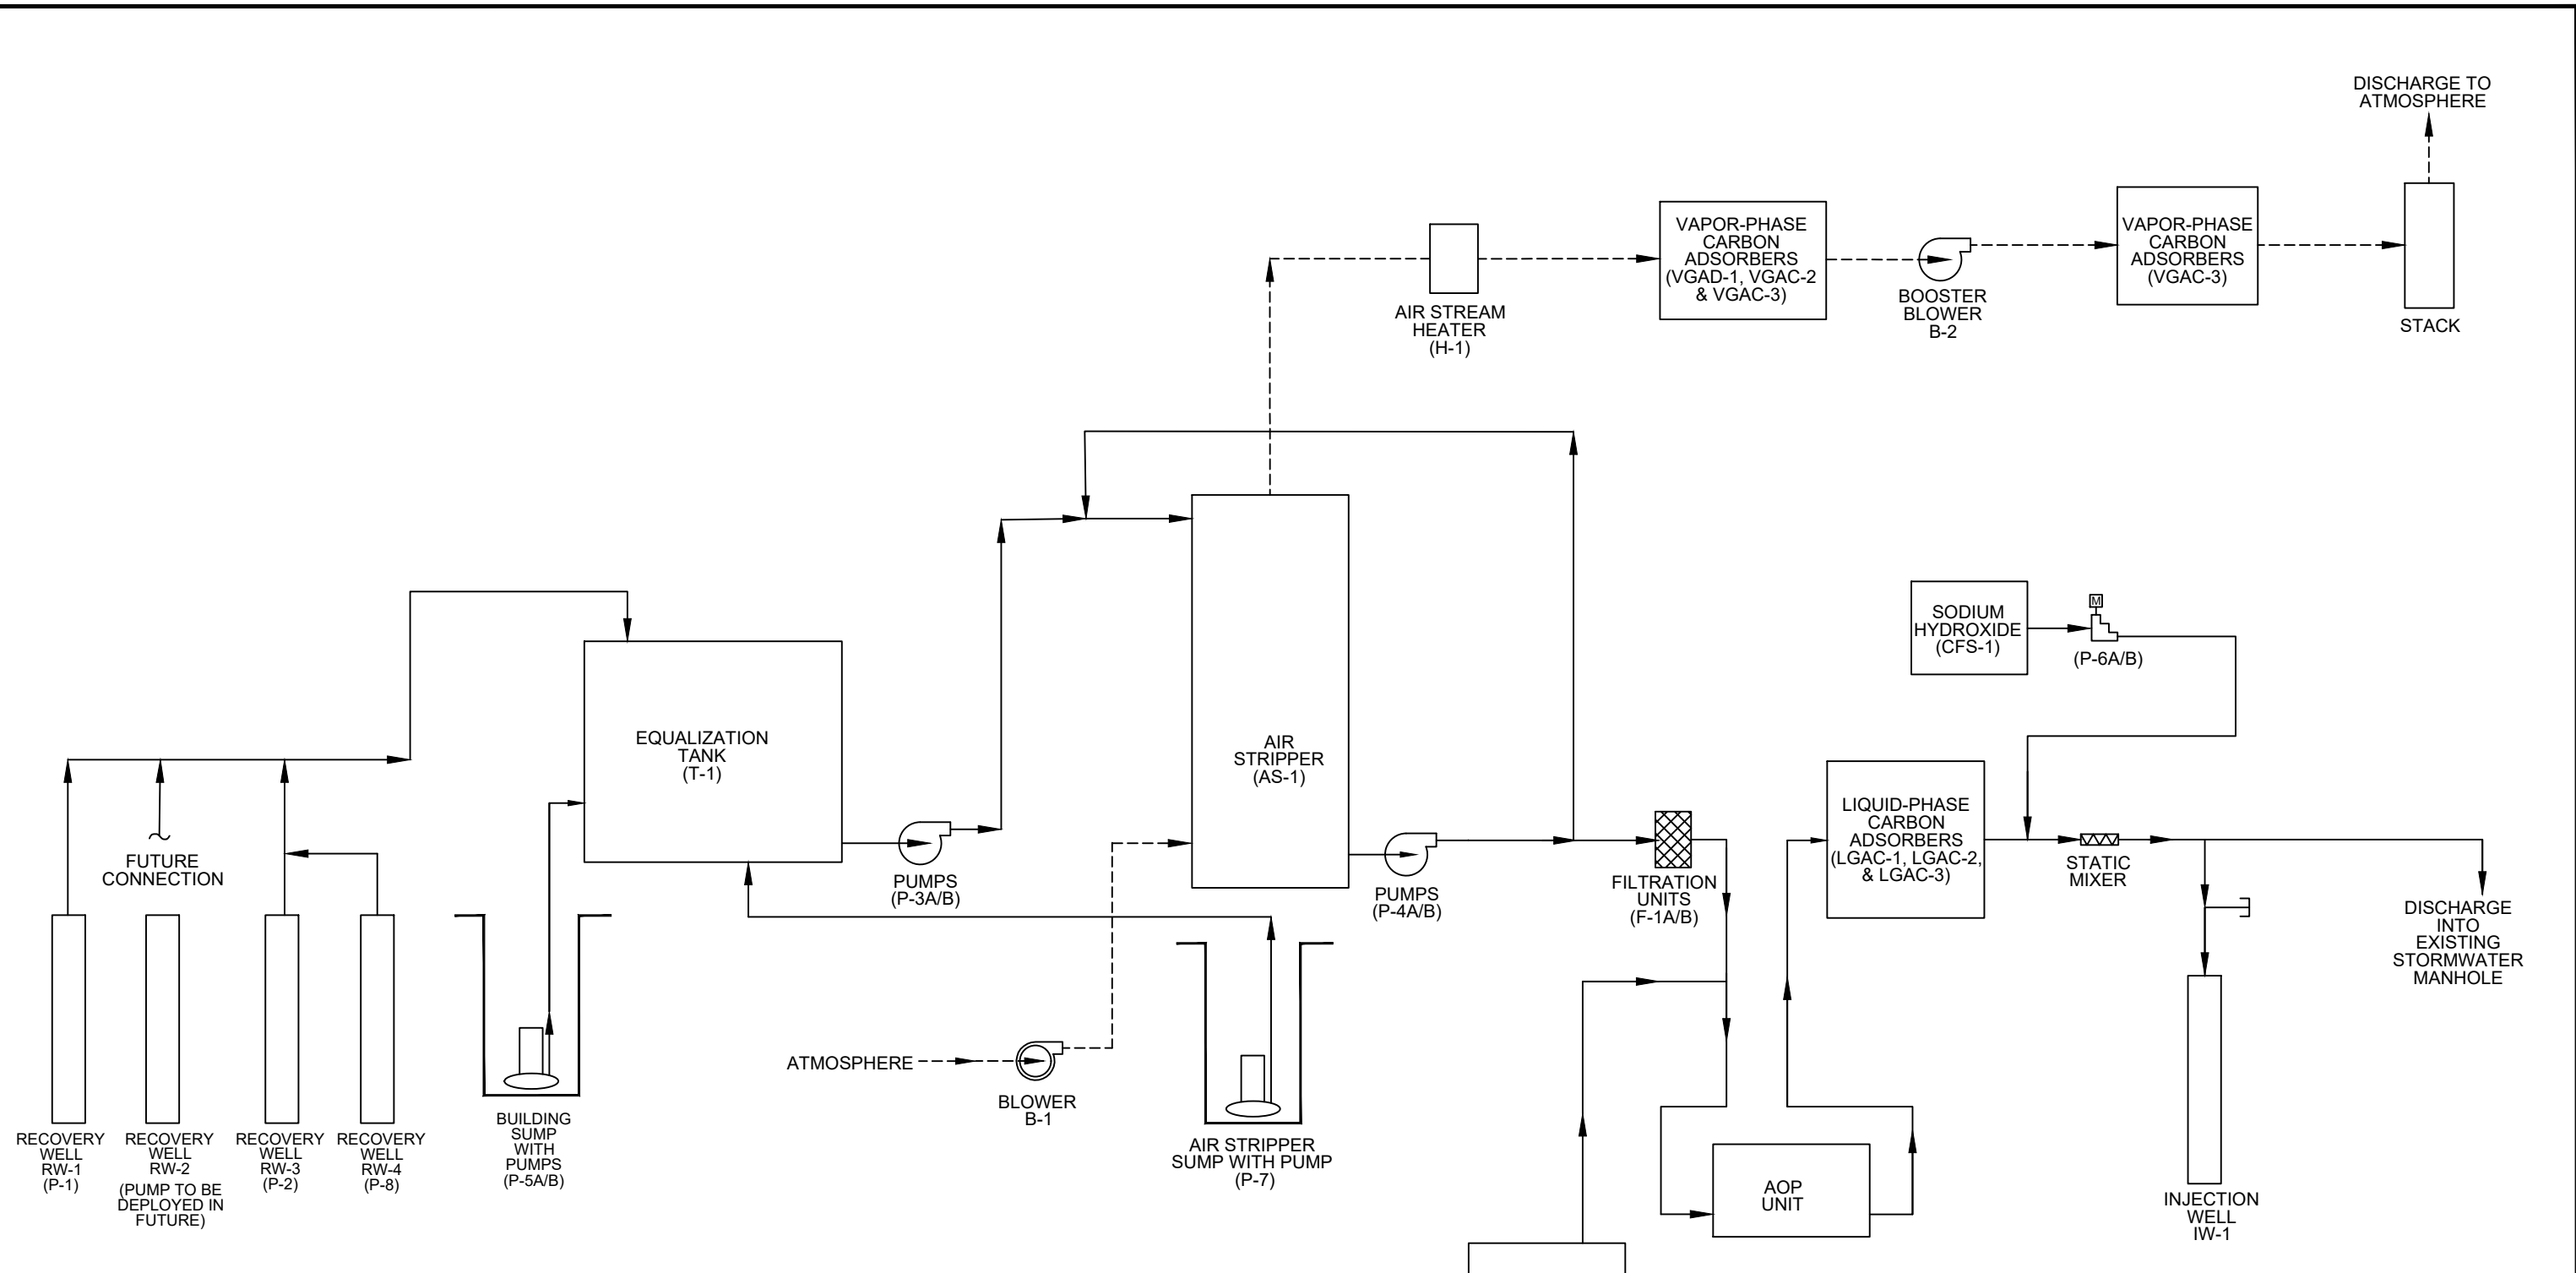 DISCHARGE TO
ATMOSPHERE
VAPOR-PHASE
CARBON
ADSORBERS
(VGAD-1, VGAC-2
& VGAC-3)
VAPOR-PHASE
CARBON
ADSORBERS
(VGAC-3)
AIR STREAM
HEATER
(H-1)
BOOSTER
BLOWER
B-2
STACK
SODIUM
HYDROXIDE
(CFS-1)
M
(P-6A/B)
EQUALIZATION
TANK
(T-1)
AIR
STRIPPER
(AS-1)
LIQUID-PHASE
CARBON
ADSORBERS
(LGAC-1, LGAC-2,
& LGAC-3)
STATIC
MIXER
FUTURE
CONNECTION
PUMPS
(P-3A/B)
PUMPS
(P-4A/B)
FILTRATION
UNITS
(F-1A/B)
DISCHARGE
INTO
EXISTING
STORMWATER
MANHOLE
ATMOSPHERE
BLOWER
B-1
RECOVERY
WELL
RW-1
(P-1)
RECOVERY
WELL
RW-2
(PUMP TO BE
DEPLOYED IN
FUTURE)
RECOVERY
WELL
RW-3
(P-2)
RECOVERY
WELL
RW-4
(P-8)
BUILDING
SUMP
WITH
PUMPS
(P-5A/B)
AIR STRIPPER
SUMP WITH PUMP
(P-7)
AOP
UNIT
INJECTION
WELL
IW-1